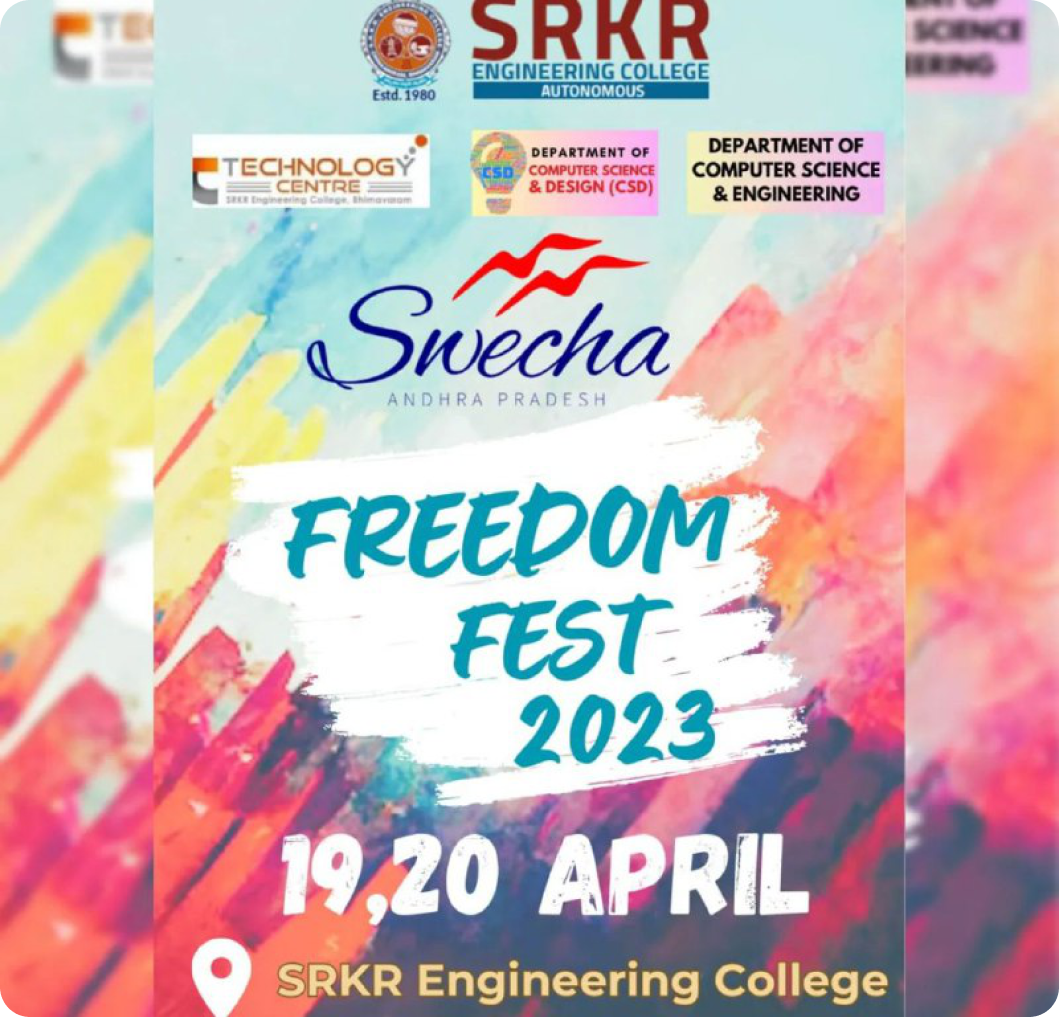 SRKR
ENGINEERING COLLEGE
AUTONOMOUS
Estd. 1980
TECHNOLOGY
CENTRE
SRKR Engineering College, Bhimavaram
CSD
DEPARTMENT OF
COMPUTER SCIENCE
& DESIGN (CSD)
DEPARTMENT OF
COMPUTER SCIENCE
& ENGINEERING
Swecha
ANDHRA PRADESH
FREEDOM
FEST
2023
19,20 APRIL
SRKR Engineering College